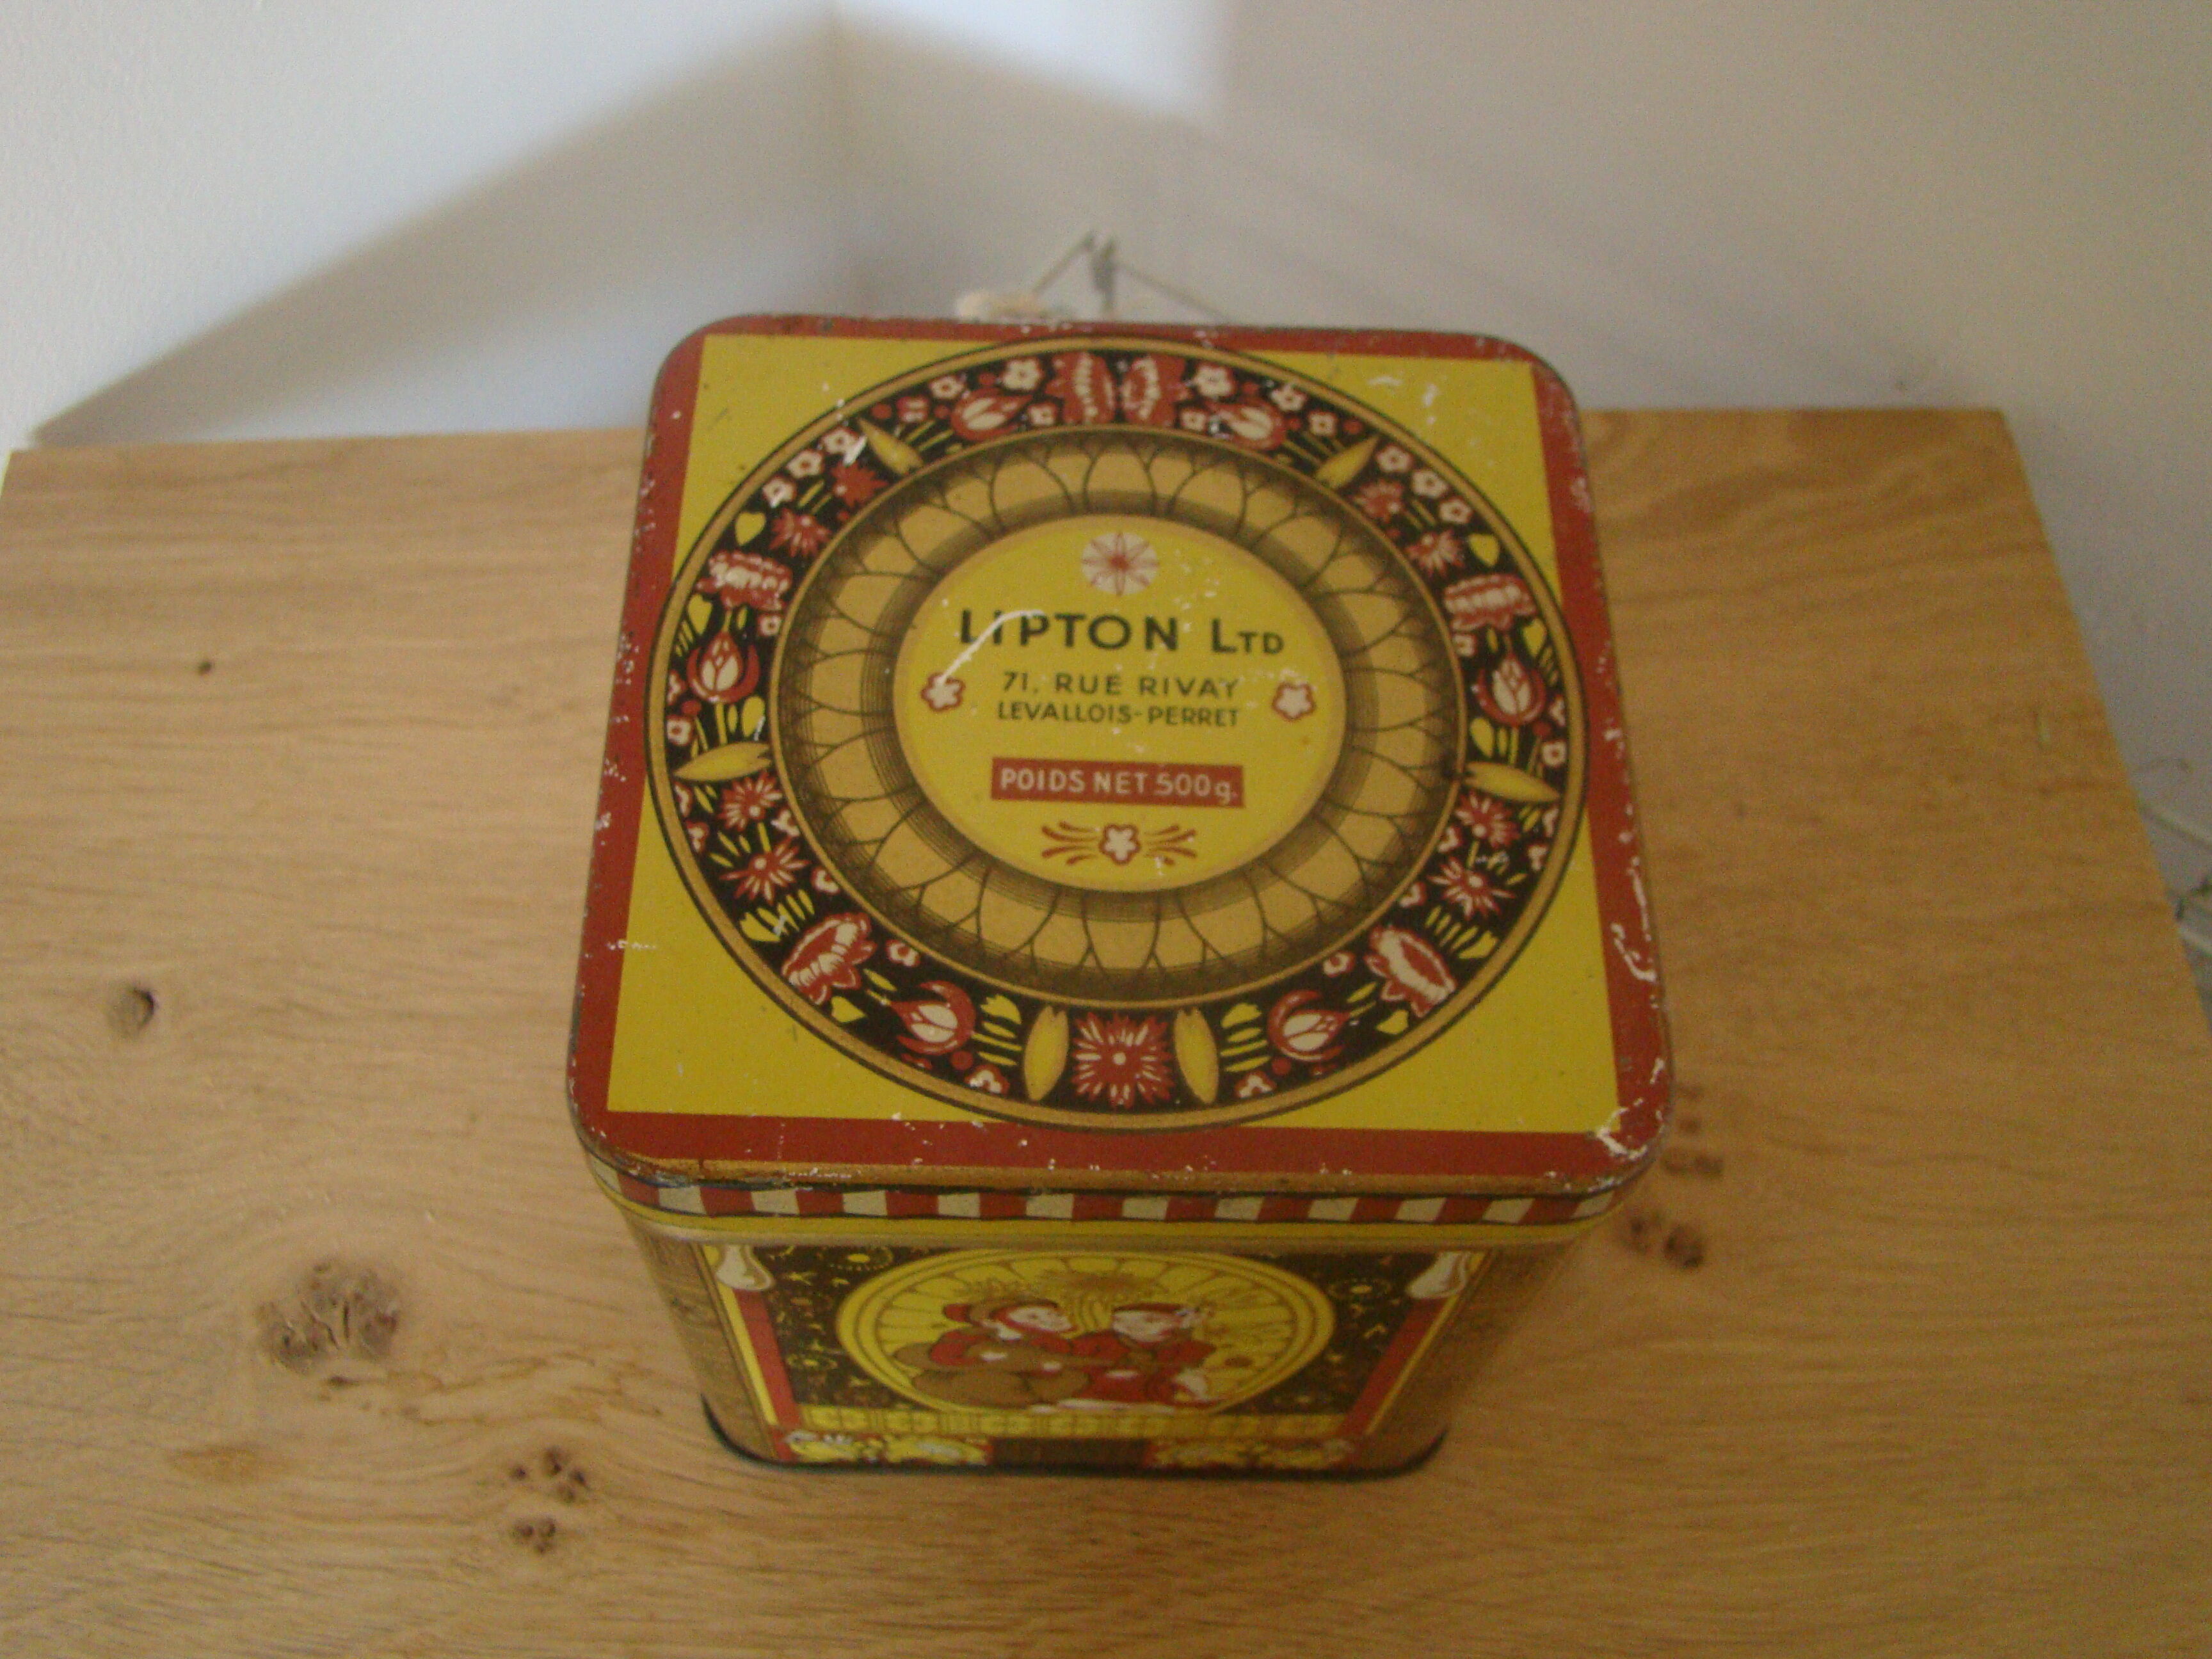 LIPTON LTD
71, RUE RIVAY
LEVALLOIS-PERRET
POIDS NET 500g.